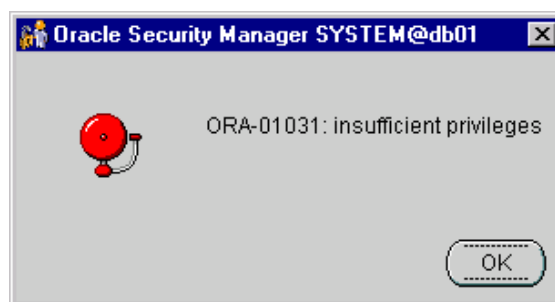 Oracle Security Manager SYSTEM@db01
ORA-01031: insufficient privileges
OK